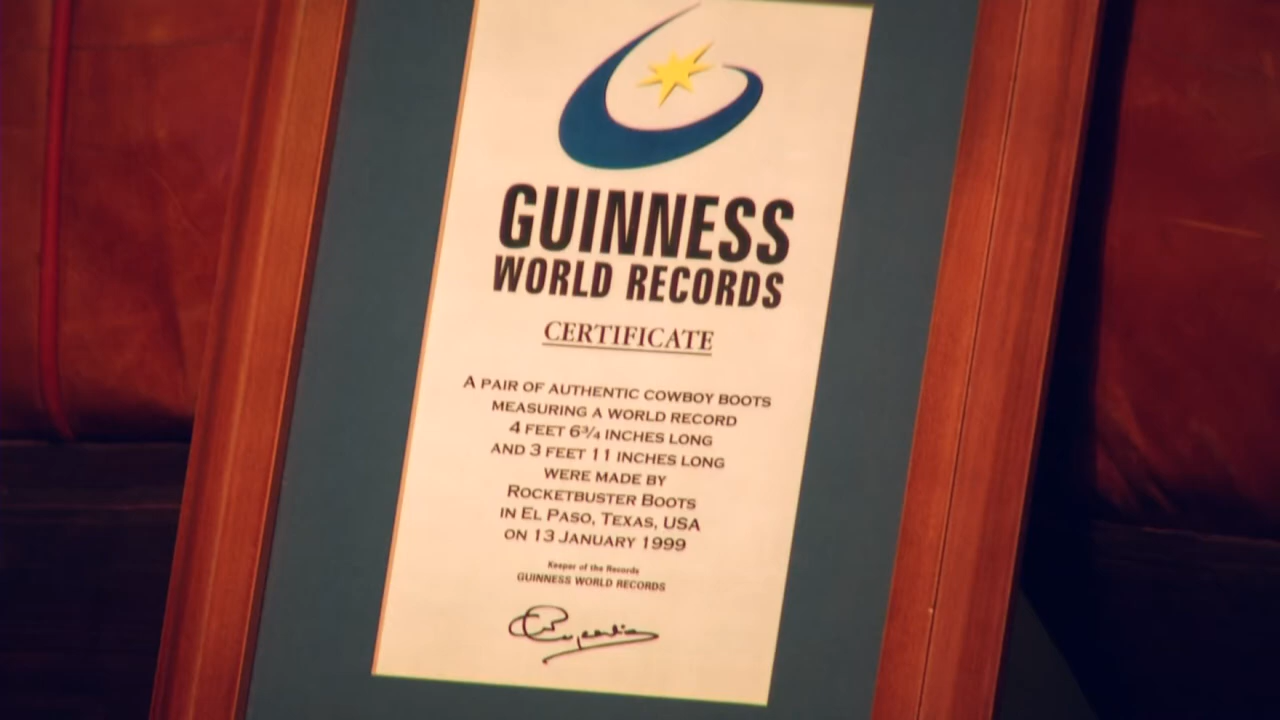 GUINNESS
WORLD RECORDS
CERTIFICATE
A PAIR OF AUTHENTIC COWBOY BOOTS
MEASURING A WORLD RECORD
4 FEET 6¾ INCHES LONG
AND 3 FEET 11 INCHES LONG
WERE MADE BY
ROCKETBUSTER BOOTS
IN EL PASO, TEXAS, USA
ON 13 JANUARY 1999
Keeper of the Records
GUINNESS WORLD RECORDS